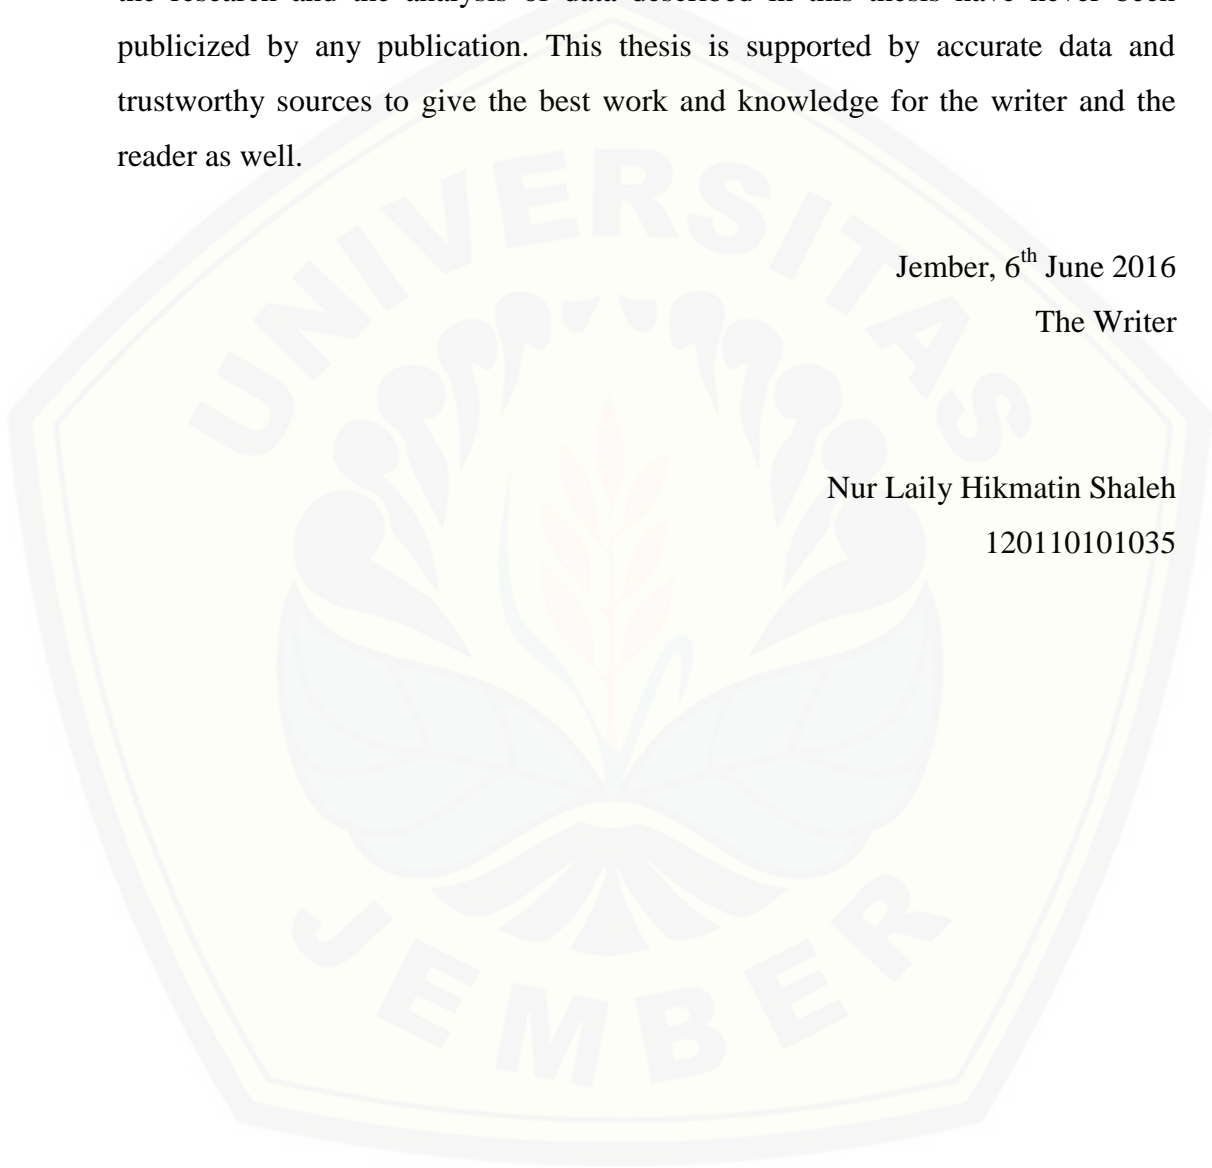 the research and the analysis of data described in this thesis have never been
publicized by any publication. This thesis is supported by accurate data and
trustworthy sources to give the best work and knowledge for the writer and the
reader as well.
Jember, 6th June 2016
The Writer
Nur Laily Hikmatin Shaleh
120110101035
UNIVERSITAS
JEMBER